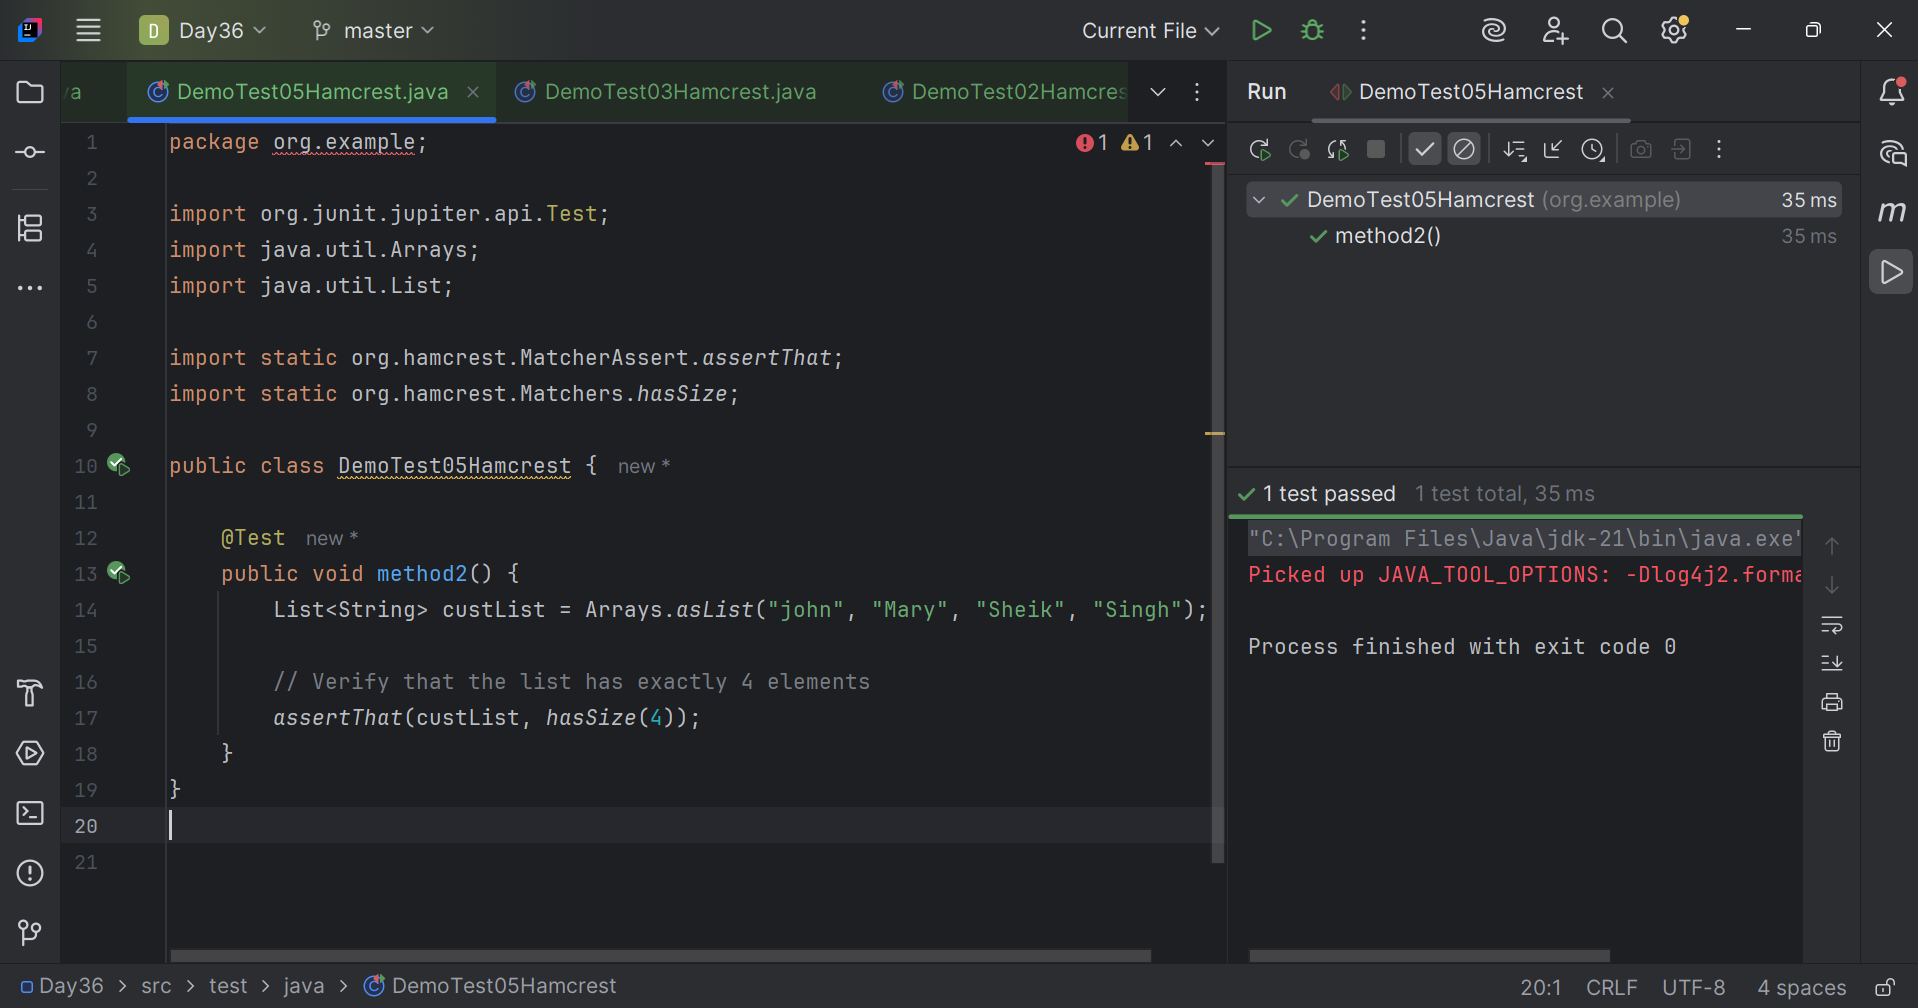 D Day36 master Current File
/a DemoTest05Hamcrest.java DemoTest03Hamcrest.java DemoTest02Hamcres
Run DemoTest05Hamcrest
1 package org.example; 1 1
2
3 import org.junit.jupiter.api.Test;
4 import java.util.Arrays;
5 import java.util.List;
6
7 import static org.hamcrest.MatcherAssert.assertThat;
8 import static org.hamcrest.Matchers.hasSize;
9
10 public class DemoTest05Hamcrest { new *
11
12 @Test new *
13 public void method2() {
14 List<String> custList = Arrays.asList("john", "Mary", "Sheik", "Singh");
15
16 // Verify that the list has exactly 4 elements
17 assertThat(custList, hasSize(4));
18 }
19 }
20
21
DemoTest05Hamcrest (org.example) 35 ms
method2() 35 ms
1 test passed 1 test total, 35 ms
"C:\Program Files\Java\jdk-21\bin\java.exe"
Picked up JAVA_TOOL_OPTIONS: -Dlog4j2.forma
Process finished with exit code 0
m
Day36 > src > test > java > DemoTest05Hamcrest
20:1 CRLF UTF-8 4 spaces